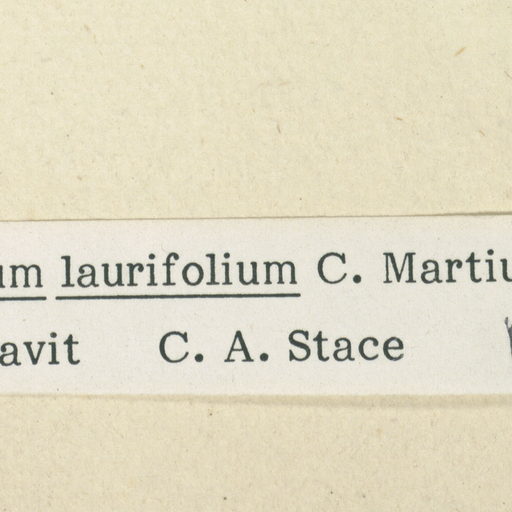 um laurifolium C. Martiu
avit C. A. Stace